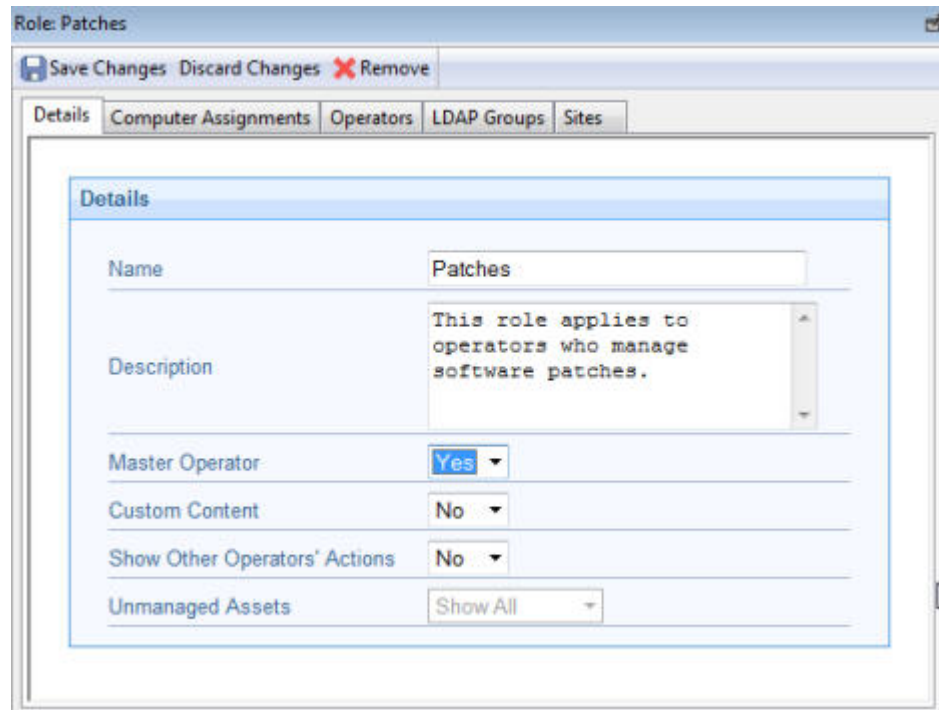 Role: Patches
Save Changes Discard Changes Remove
Details Computer Assignments Operators LDAP Groups Sites
Details
Name Patches
Description
This role applies to
operators who manage
software patches.
Master Operator Yes
Custom Content No
Show Other Operators' Actions No
Unmanaged Assets Show All